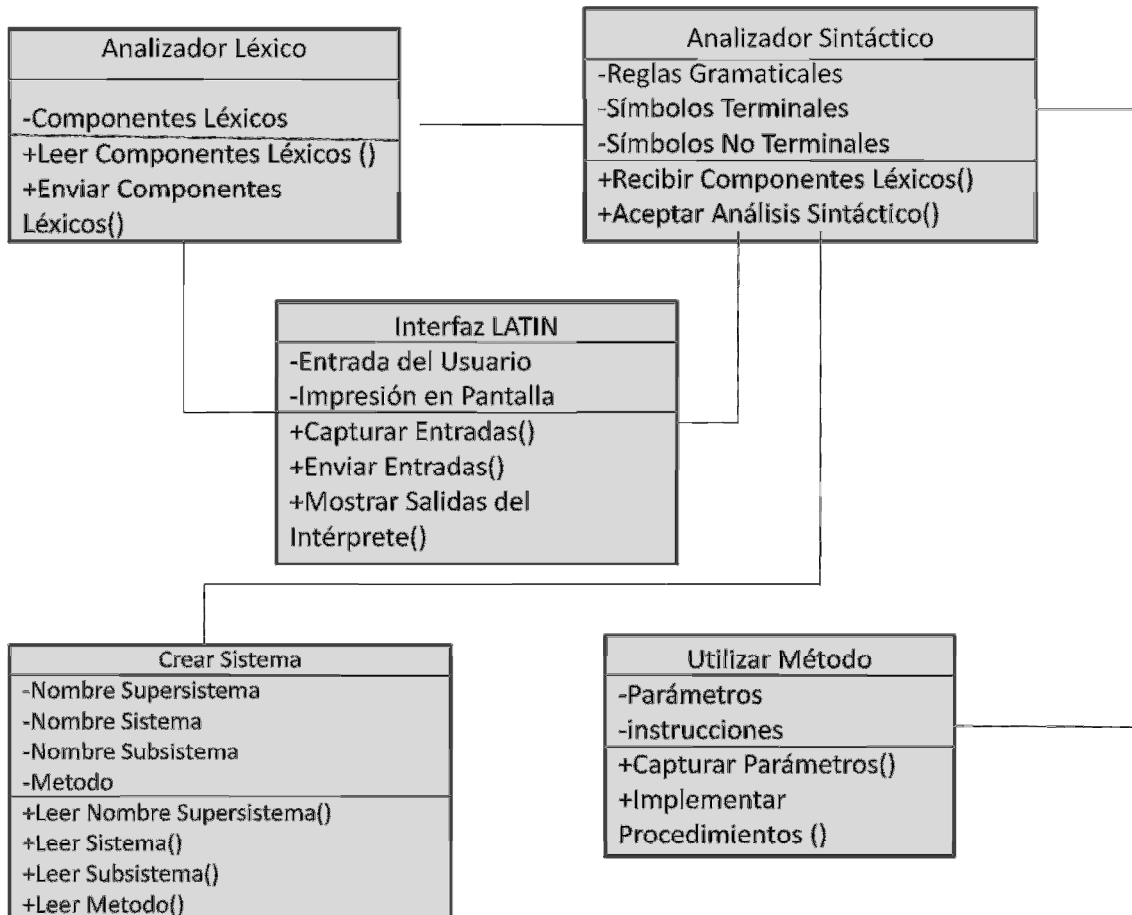 Analizador Léxico
-Componentes Léxicos
+Leer Componentes Léxicos ()
+Enviar Componentes
Léxicos()
Analizador Sintáctico
-Reglas Gramaticales
-Símbolos Terminales
-Símbolos No Terminales
+Recibir Componentes Léxicos()
+Aceptar Análisis Sintáctico()
Interfaz LATIN
-Entrada del Usuario
-Impresión en Pantalla
+Capturar Entradas()
+Enviar Entradas()
+Mostrar Salidas del
Intérprete()
Crear Sistema
-Nombre Supersistema
-Nombre Sistema
-Nombre Subsistema
-Metodo
+Leer Nombre Supersistema()
+Leer Sistema()
+Leer Subsistema()
+Leer Metodo()
Utilizar Método
-Parámetros
-instrucciones
+Capturar Parámetros()
+Implementar
Procedimientos ()